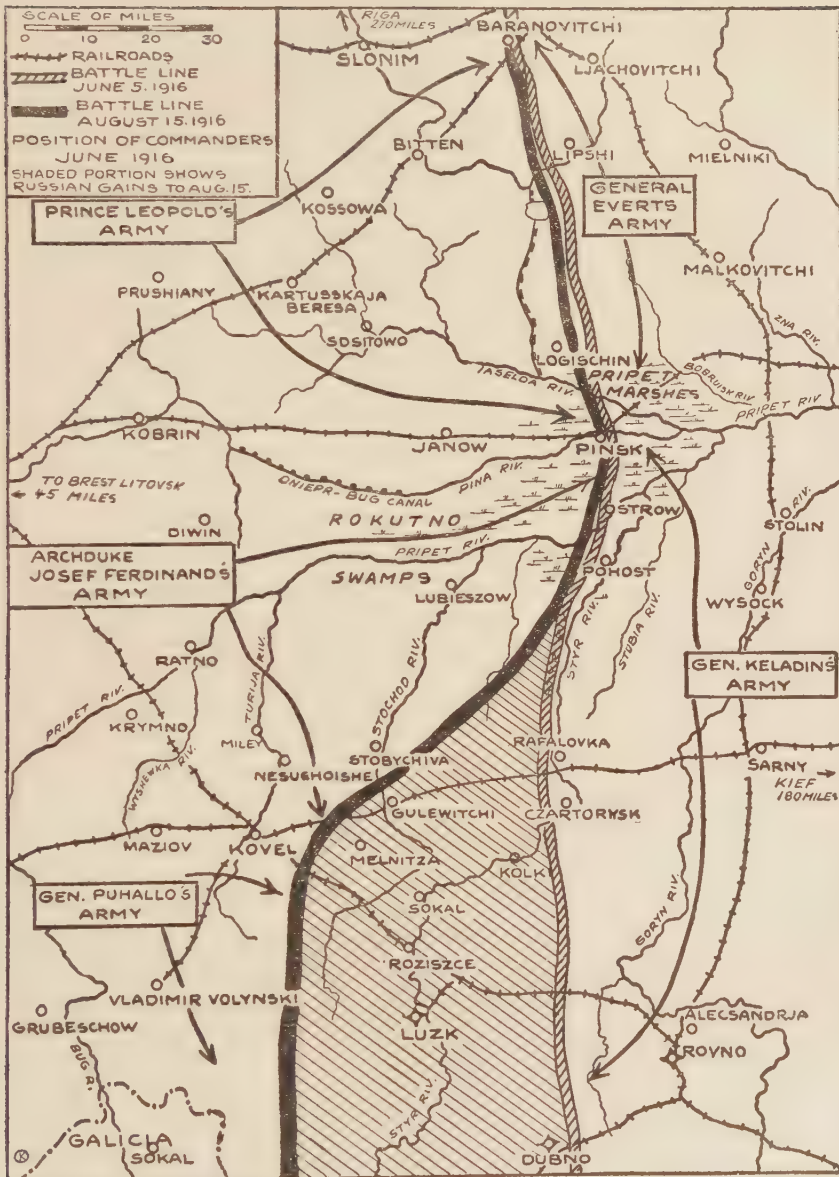 SCALE OF MILES
0 10 20 30
RAILROADS
BATTLE LINE
JUNE 5, 1916
BATTLE LINE
AUGUST 15, 1916
POSITION OF COMMANDERS
JUNE 1916
SHADED PORTION SHOWS
RUSSIAN GAINS TO AUG. 15.
RIGA
270 MILES
BARANOVITCHI
SLONIM
LJACHOVITCHI
BITTEN
LIPSHI
MIELNIKI
KOSSOWA
PRINCE LEOPOLD'S
ARMY
GENERAL
EVERTS
ARMY
MALKOVITCHI
PRUSHIANY
KARTUSSKAJA
BERESA
SDSITOWO
ZNA RIV.
LOGISCHIN
IASELDA RIV.
PRIPET
MARSHES
BOBRUISK RIV.
PRIPET RIV
KOBRIN
JANOW
PINSK
TO BREST LITOVSK
45 MILES
DNIEPR-BUG CANAL
PINA RIV.
DIWIN
ROKUTNO
OSTROW
STOLIN
GORYN RIV.
PRIPET RIV.
ARCHDUKE
JOSEF FERDINAND'S
ARMY
SWAMPS
LUBIESZOW
POHOST
WYSOCK
STYR RIV.
STUBIA RIV.
RATNO
GEN. KELADINS
ARMY
PRIPET RIV.
TURIJA RIV.
STOCHOD RIV.
KRYMNO
MILEY
WYSHEWKA RIV.
NESUCHOISHE
STOBYCHIVA
RAFALOVKA
SARNY
KIEF
180 MILES
GULEWITCHI
CZARTORYSK
MAZIOV
KOVEL
MELNITZA
KOLKI
GEN. PUHALLO'S
ARMY
SOKAL
GORYN RIV.
ROZISZCE
VLADIMIR VOLYNSKI
GRUBESCHOW
LUZK
ALECSANDRJA
ROVNO
BUG R.
STYR RIV.
GALICIA
SOKAL
DUBNO
K